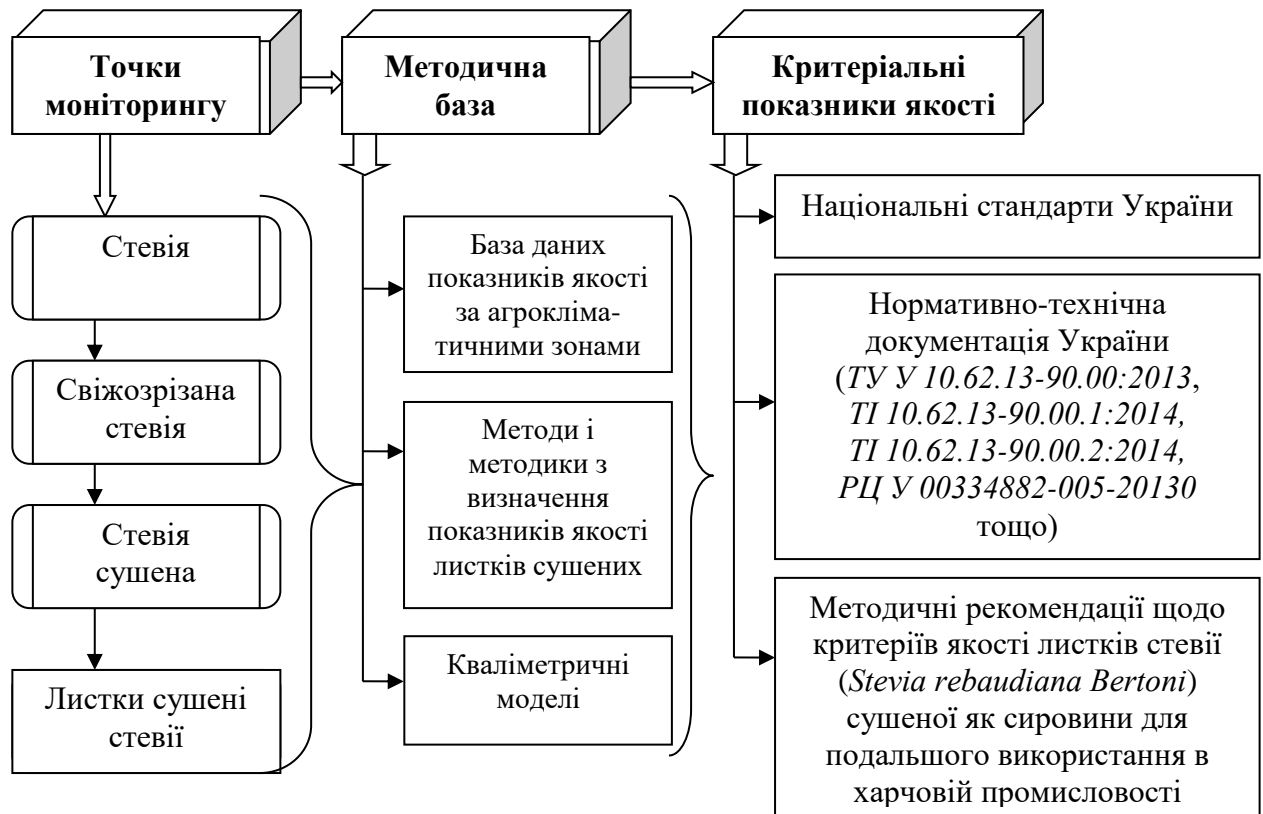 Точки
моніторингу
Методична
база
Критеріальні
показники якості
Стевія
Свіжозрізана
стевія
Стевія
сушена
Листки сушені
стевії
База даних
показників якості
за агрокліма-
тичними зонами
Методи і
методики з
визначення
показників якості
листків сушених
Кваліметричні
моделі
Національні стандарти України
Нормативно-технічна
документація України
(ТУ У 10.62.13-90.00:2013,
ТІ 10.62.13-90.00.1:2014,
ТІ 10.62.13-90.00.2:2014,
РЦ У 00334882-005-20130
тощо)
Методичні рекомендації щодо
критеріїв якості листків стевії
(Stevia rebaudiana Bertoni)
сушеної як сировини для
подальшого використання в
харчовій промисловості